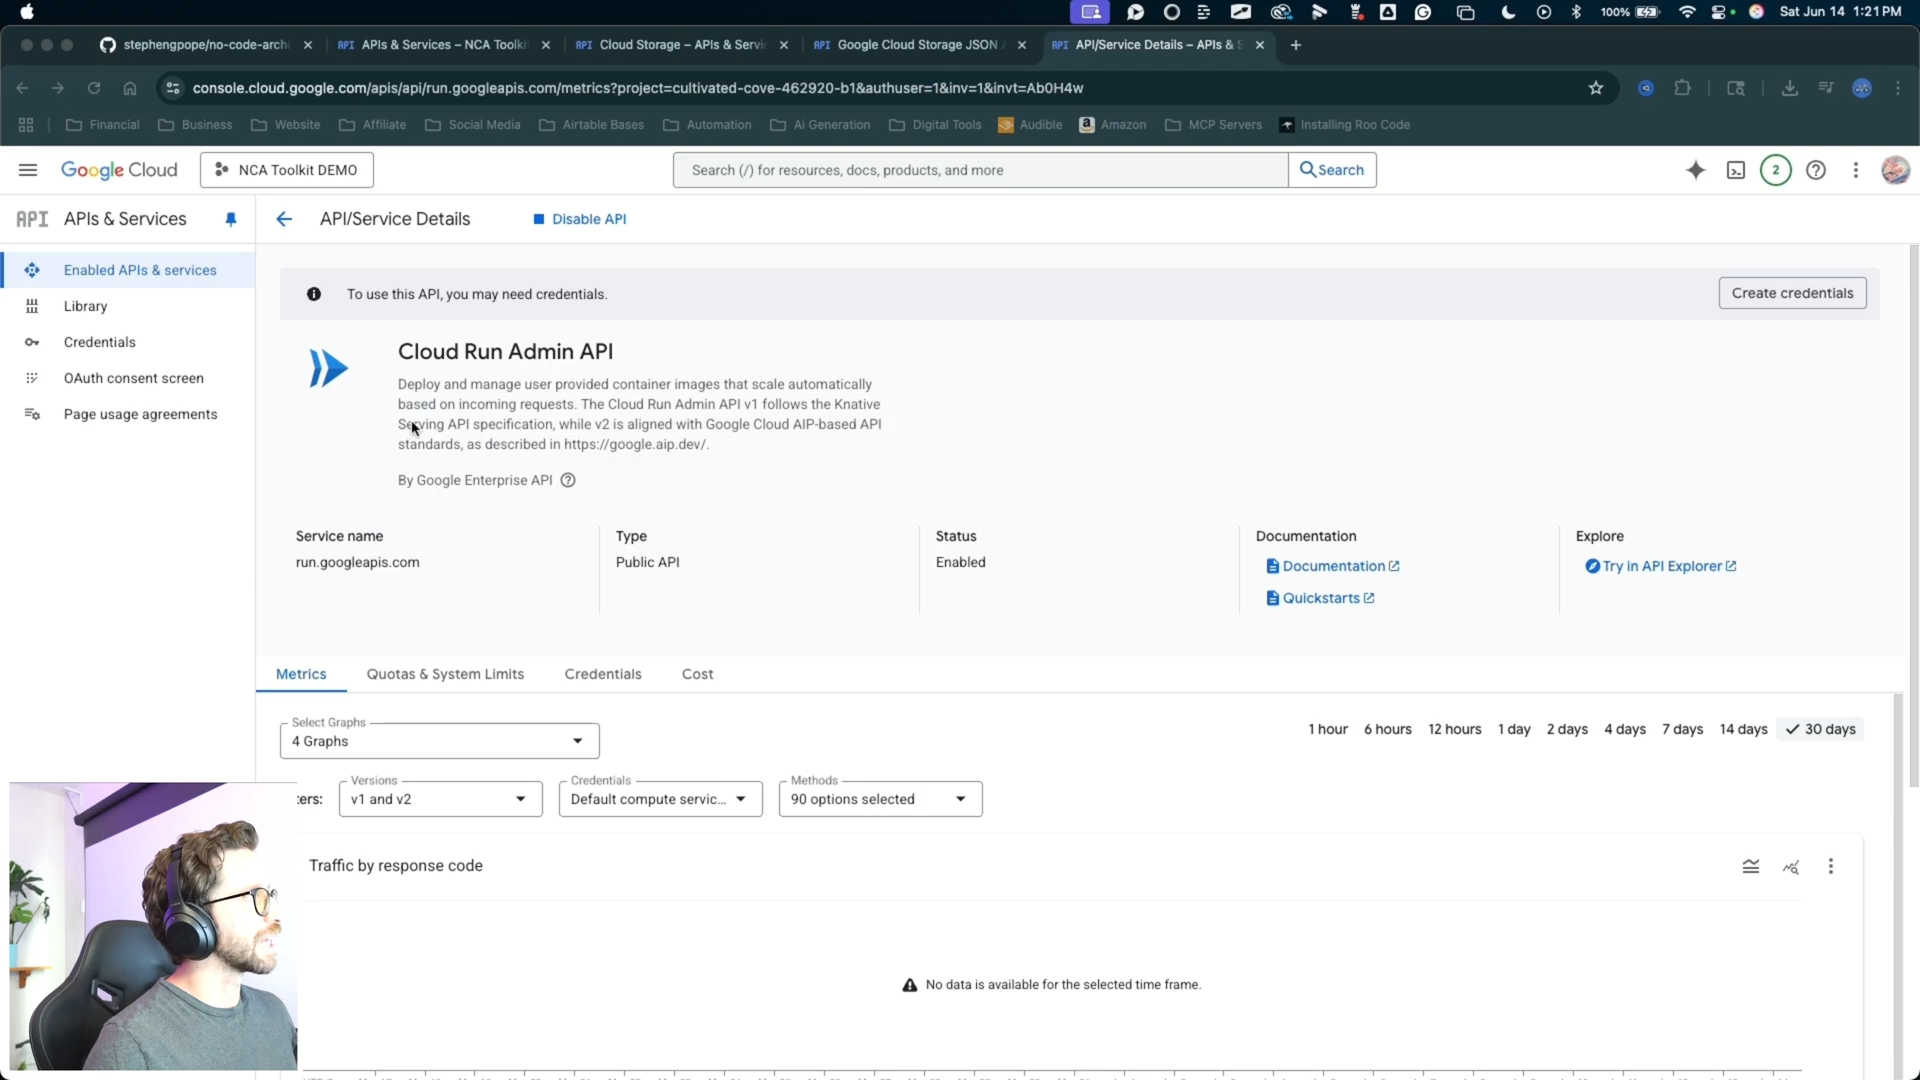 100%
Sat Jun 14 1:21 PM
stephengpope/no-code-archi
APIs & Services – NCA Toolki
Cloud Storage – APIs & Servic
Google Cloud Storage JSON
API/Service Details – APIs & S
console.cloud.google.com/apis/api/run.googleapis.com/metrics?project=cultivated-cove-462920-b1&authuser=1&inv=1&invt=Ab0H4w
Financial
Business
Website
Affiliate
Social Media
Airtable Bases
Automation
Ai Generation
Digital Tools
Audible
Amazon
MCP Servers
Installing Roo Code
Google Cloud
NCA Toolkit DEMO
Search (/) for resources, docs, products, and more
Search
2
API APIs & Services
API/Service Details
Disable API
Enabled APIs & services
Library
Credentials
OAuth consent screen
Page usage agreements
To use this API, you may need credentials.
Create credentials
Cloud Run Admin API
Deploy and manage user provided container images that scale automatically
based on incoming requests. The Cloud Run Admin API v1 follows the Knative
Serving API specification, while v2 is aligned with Google Cloud AIP-based API
standards, as described in https://google.aip.dev/.
By Google Enterprise API
Service name
run.googleapis.com
Type
Public API
Status
Enabled
Documentation
Documentation
Quickstarts
Explore
Try in API Explorer
Metrics
Quotas & System Limits
Credentials
Cost
Select Graphs
4 Graphs
1 hour
6 hours
12 hours
1 day
2 days
4 days
7 days
14 days
30 days
ters:
Versions
v1 and v2
Credentials
Default compute servic...
Methods
90 options selected
Traffic by response code
No data is available for the selected time frame.